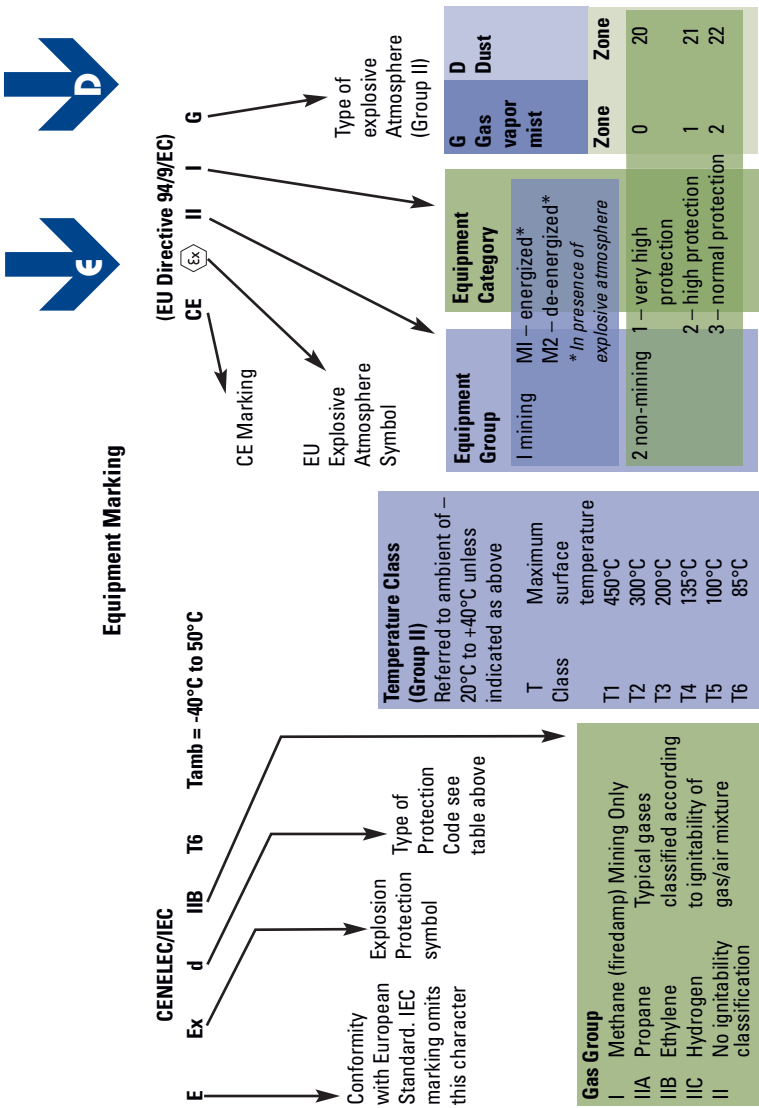 Equipment Marking
CENELEC/IEC
E Ex d IIB T6 Tamb = -40°C to 50°C
Conformity
with European
Standard. IEC
marking omits
this character
Explosion
Protection
symbol
Type of
Protection
Code see
table above
Gas Group
I Methane (firedamp) Mining Only
IIA Propane Typical gases
IIB Ethylene classified according
IIC Hydrogen to ignitability of
II No ignitability gas/air mixture
classification
Temperature Class
(Group II)
Referred to ambient of –
20°C to +40°C unless
indicated as above
T Maximum
Class surface
temperature
T1 450°C
T2 300°C
T3 200°C
T4 135°C
T5 100°C
T6 85°C
Є D
(EU Directive 94/9/EC)
CE Ɛx II I G
CE Marking
EU
Explosive
Atmosphere
Symbol
Type of
explosive
Atmosphere
(Group II)
Equipment Equipment
Group Category
I mining MI – energized*
M2 – de-energized*
* In presence of
explosive atmosphere
G D
Gas Dust
vapor
mist
Zone Zone
2 non-mining 1 – very high 0 20
protection
2 – high protection 1 21
3 – normal protection 2 22